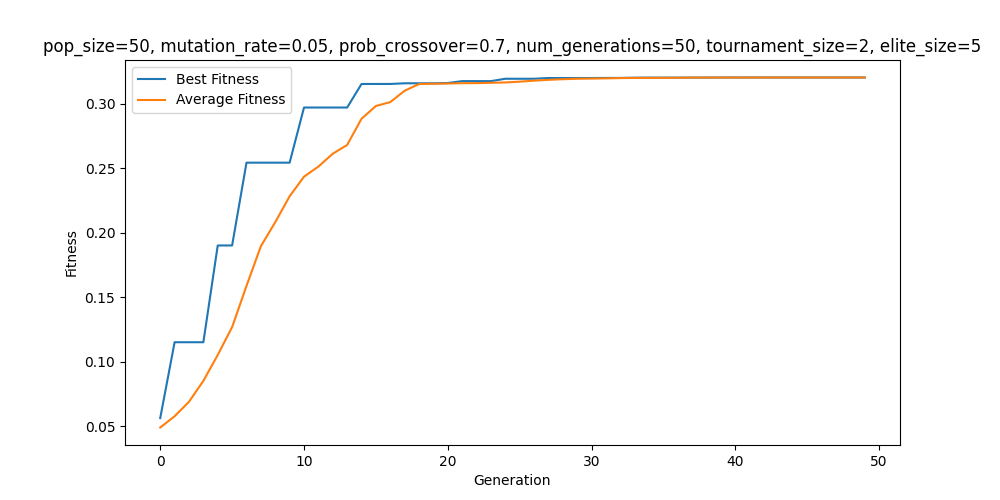 pop_size=50, mutation_rate=0.05, prob_crossover=0.7, num_generations=50, tournament_size=2, elite_size=5
Best Fitness
Average Fitness
0.30
0.25
0.20
0.15
0.10
0.05
Fitness
0 10 20 30 40 50
Generation